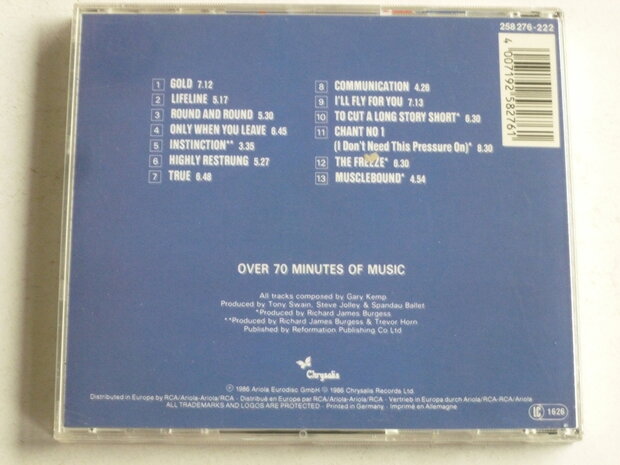 258 276-222
4 007192 582761
1 GOLD 7.12
2 LIFELINE 5.17
3 ROUND AND ROUND 5.30
4 ONLY WHEN YOU LEAVE 6.45
5 INSTINCTION** 3.35
6 HIGHLY RESTRUNG 5.27
7 TRUE 6.48
8 COMMUNICATION 4.26
9 I'LL FLY FOR YOU 7.13
10 TO CUT A LONG STORY SHORT* 6.30
11 CHANT NO 1
(I Don't Need This Pressure On)* 8.30
12 THE FREEZE* 6.30
13 MUSCLEBOUND* 4.54
OVER 70 MINUTES OF MUSIC
All tracks composed by Gary Kemp
Produced by Tony Swain, Steve Jolley & Spandau Ballet
*Produced by Richard James Burgess
**Produced by Richard James Burgess & Trevor Horn
Published by Reformation Publishing Co Ltd
Chrysalis
℗ 1986 Ariola Eurodisc GmbH © 1986 Chrysalis Records Ltd.
Distributed in Europe by RCA/Ariola-Ariola/RCA · Distribué en Europe par RCA/Ariola-Ariola/RCA · Vertrieb in Europa durch Ariola/RCA-RCA/Ariola
ALL TRADEMARKS AND LOGOS ARE PROTECTED · Printed in Germany · Imprimé en Allemagne
LC 1626